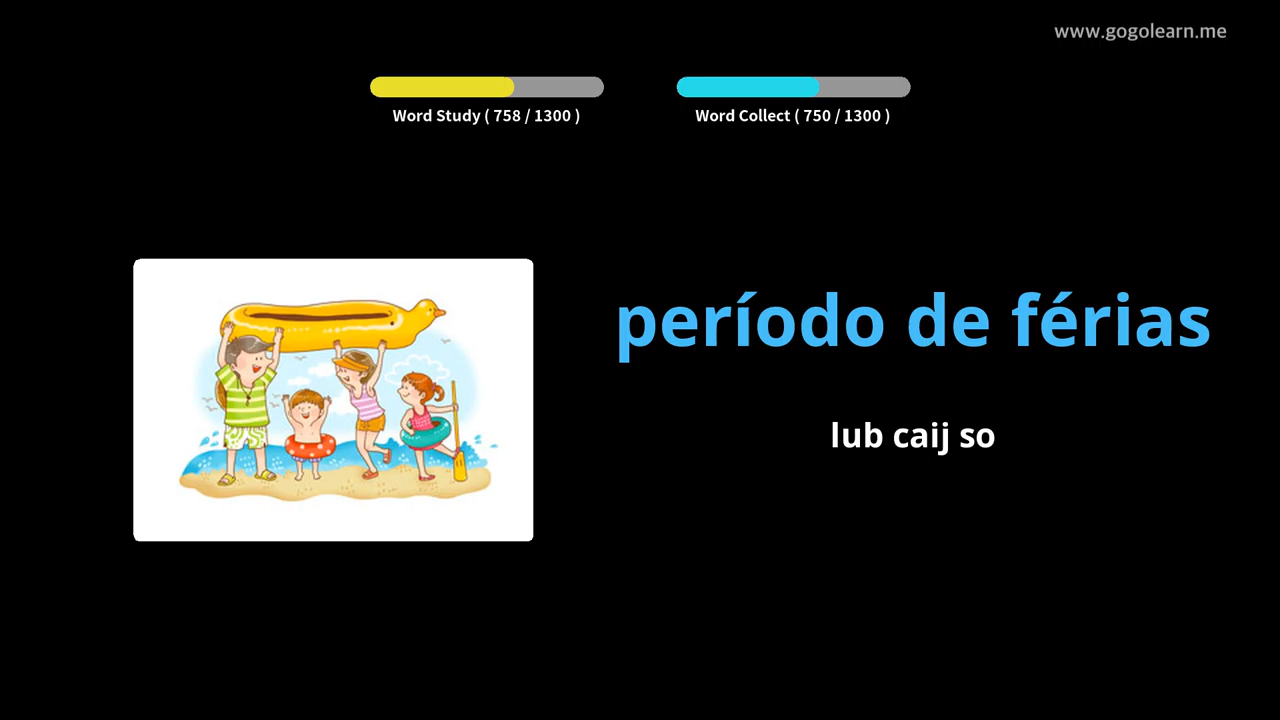 www.gogolearn.me
Word Study ( 758 / 1300 )
Word Collect ( 750 / 1300 )
período de férias
lub caij so